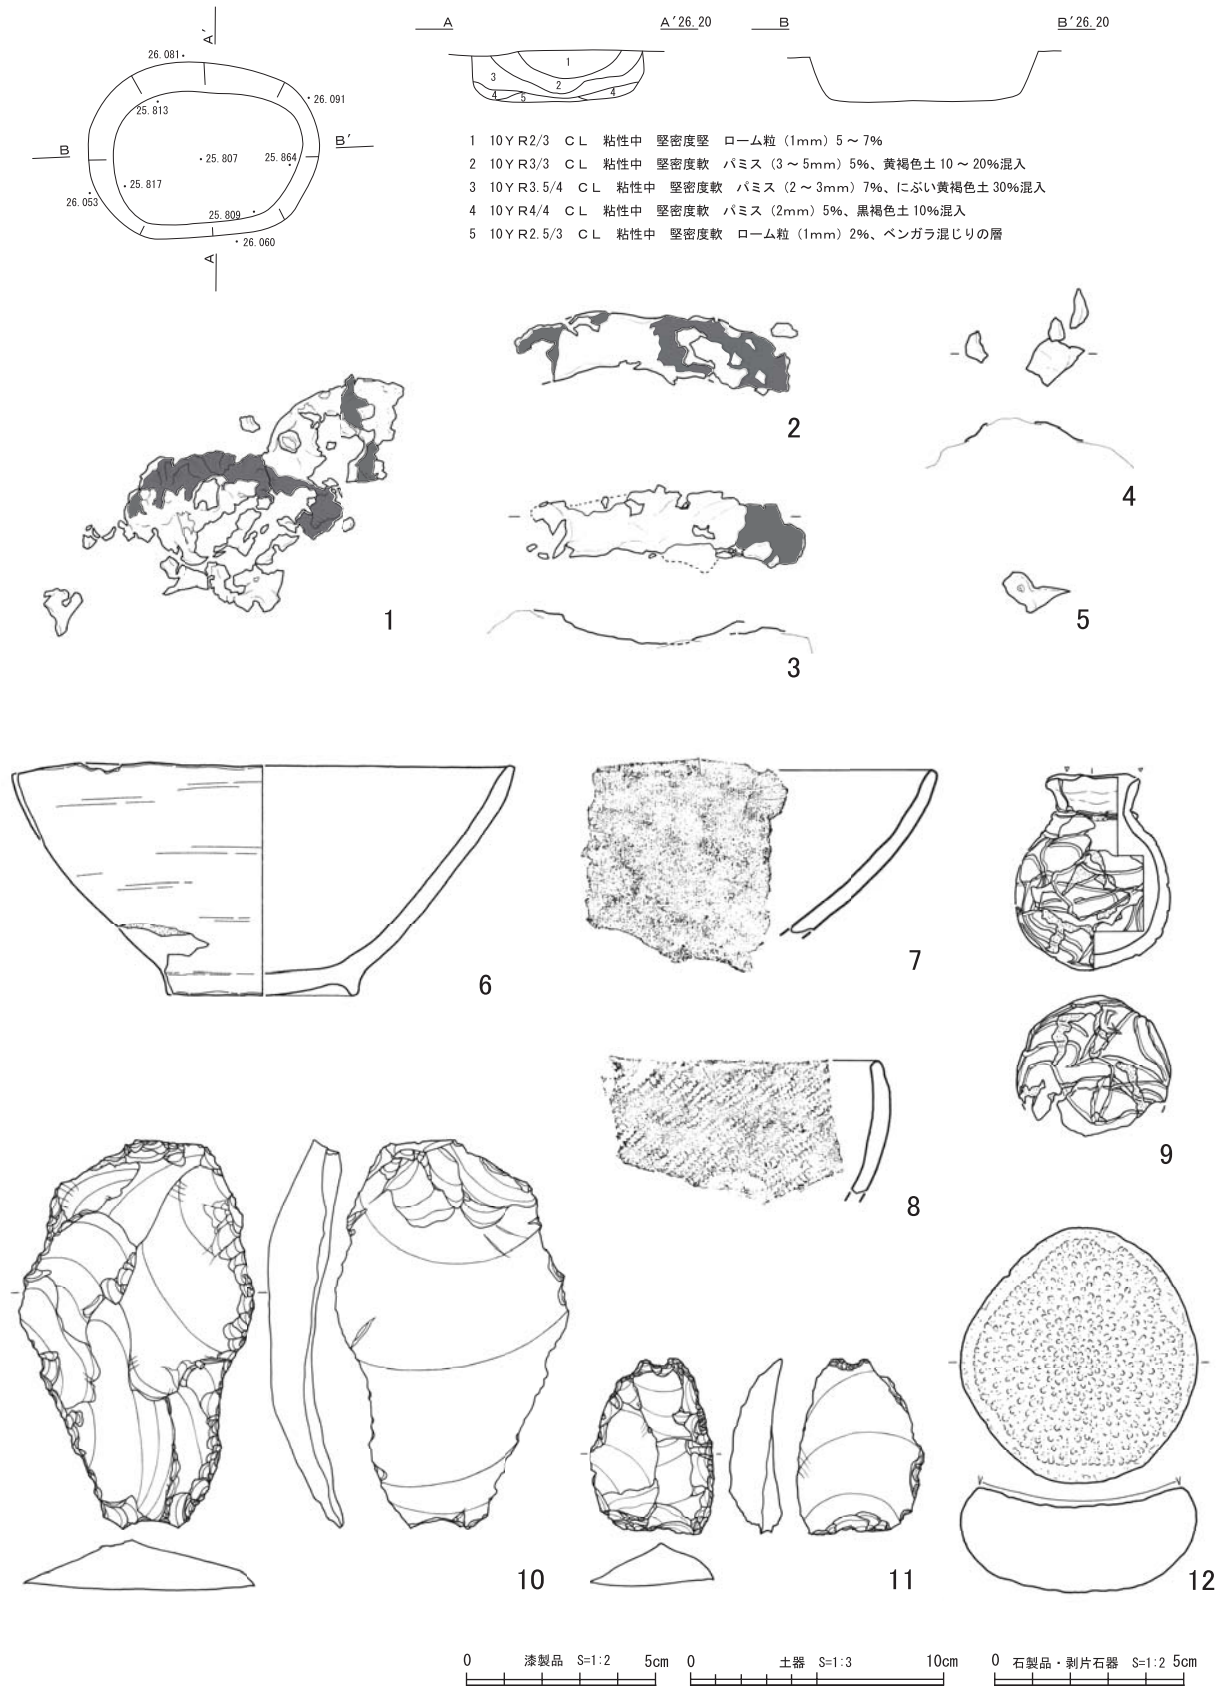 A A' 26.20 B B' 26.20
A'
26.081
26.091
25.813
B B'
25.807 25.864
25.817
26.053
25.809
26.060
A
1
2
3
4 5 4
1 10YR2/3 CL 粘性中 堅密度堅 ローム粒（1mm）5～7%
2 10YR3/3 CL 粘性中 堅密度軟 パミス（3～5mm）5%、黄褐色土10～20%混入
3 10YR3.5/4 CL 粘性中 堅密度軟 パミス（2～3mm）7%、にぶい黄褐色土30%混入
4 10YR4/4 CL 粘性中 堅密度軟 パミス（2mm）5%、黒褐色土10%混入
5 10YR2.5/3 CL 粘性中 堅密度軟 ローム粒（1mm）2%、ベンガラ混じりの層
1
2
3
4
5
6
7
8
9
10
11
12
0 漆製品 S=1:2 5cm
0 土器 S=1:3 10cm
0 石製品・剥片石器 S=1:2 5cm